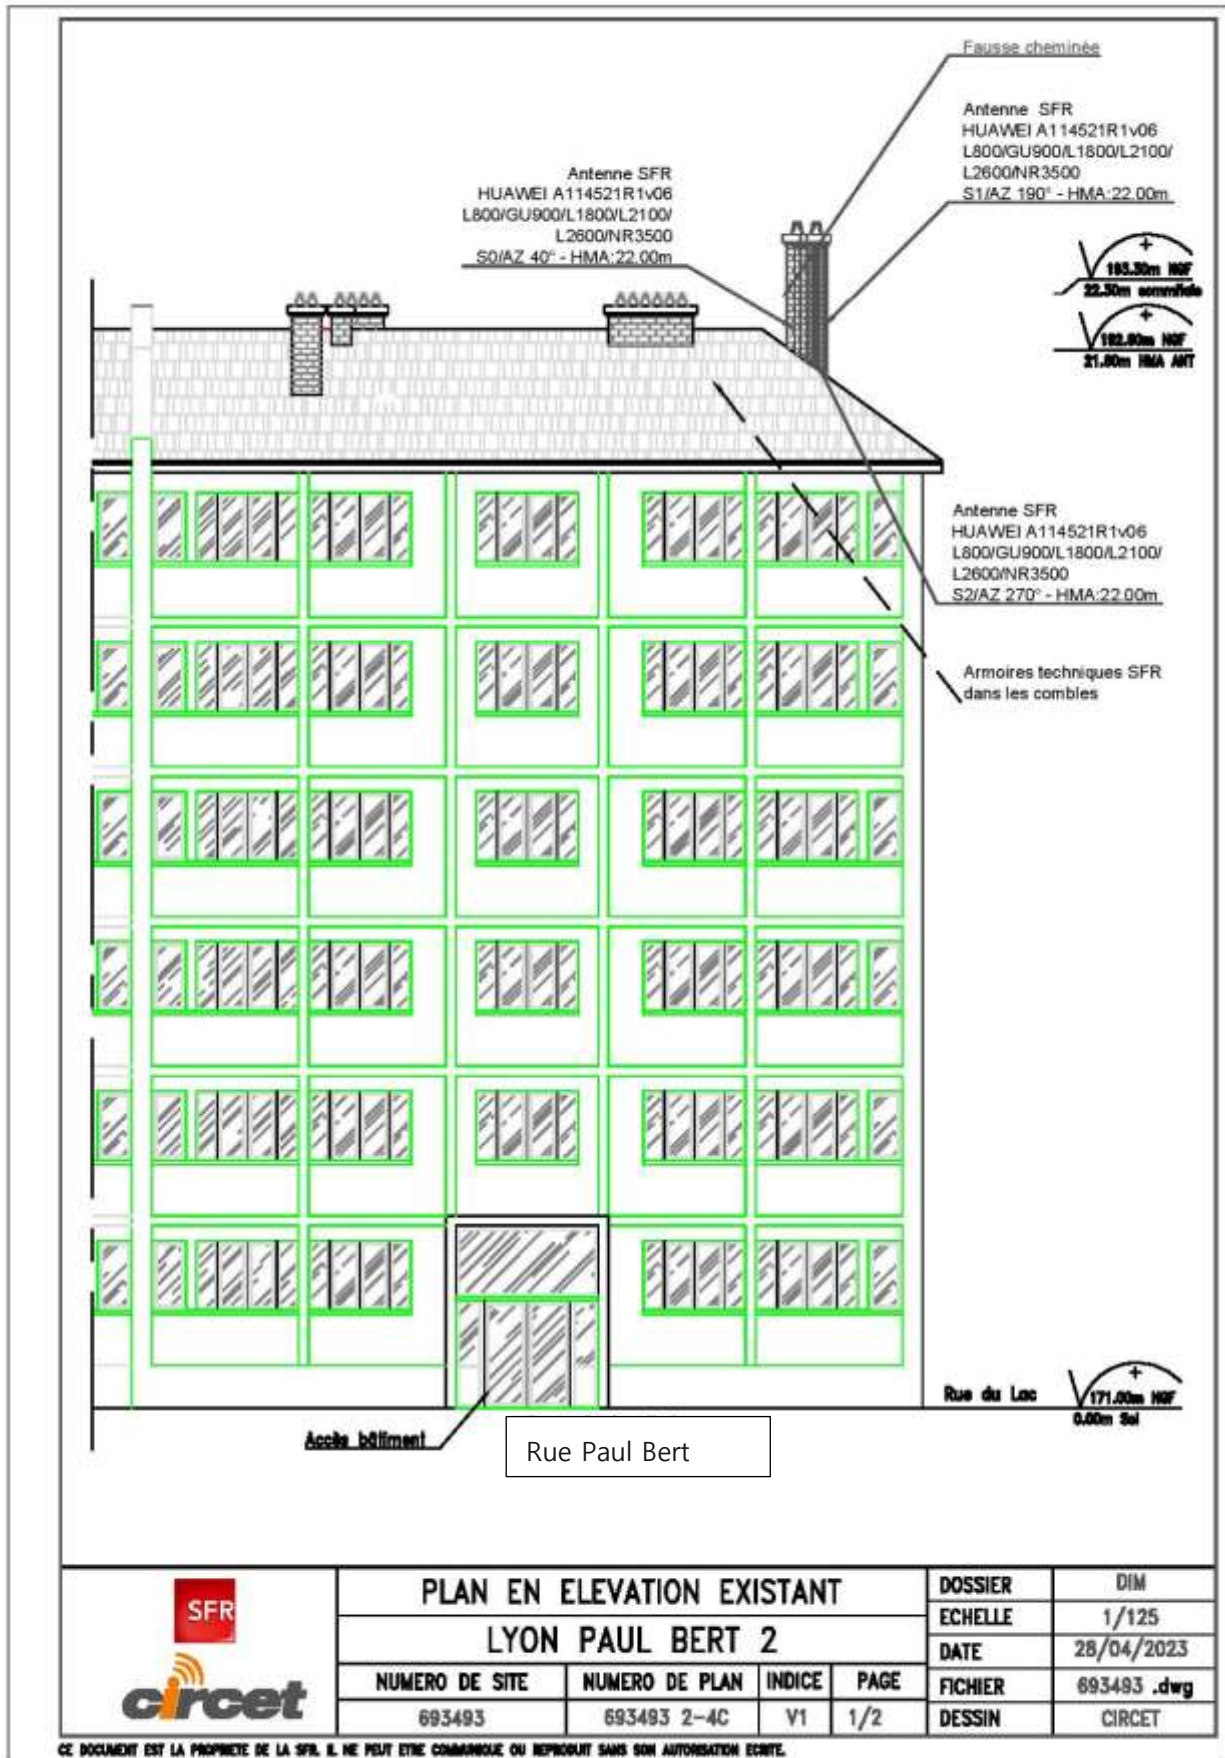 Fausse cheminée
Antenne SFR
HUAWEI A114521R1v06
L800/GU900/L1800/L2100/
L2600/NR3500
S1/AZ 190° - HMA:22.00m
Antenne SFR
HUAWEI A114521R1v06
L800/GU900/L1800/L2100/
L2600/NR3500
S0/AZ 40° - HMA:22.00m
193.30m NGF
22.30m sommitale
192.80m NGF
21.80m HMA ANT
Antenne SFR
HUAWEI A114521R1v06
L800/GU900/L1800/L2100/
L2600/NR3500
S2/AZ 270° - HMA:22.00m
Armoires techniques SFR
dans les combles
Rue du Lac
171.00m NGF
0.00m Sol
Accès bâtiment
Rue Paul Bert
SFR
circet
PLAN EN ELEVATION EXISTANT
LYON PAUL BERT 2
NUMERO DE SITE NUMERO DE PLAN INDICE PAGE
693493 693493 2-4C V1 1/2
DOSSIER DIM
ECHELLE 1/125
DATE 28/04/2023
FICHIER 693493 .dwg
DESSIN CIRCET
CE DOCUMENT EST LA PROPRIETE DE LA SFR. IL NE PEUT ETRE COMMUNIQUE OU REPRODUIT SANS SON AUTORISATION ECRITE.